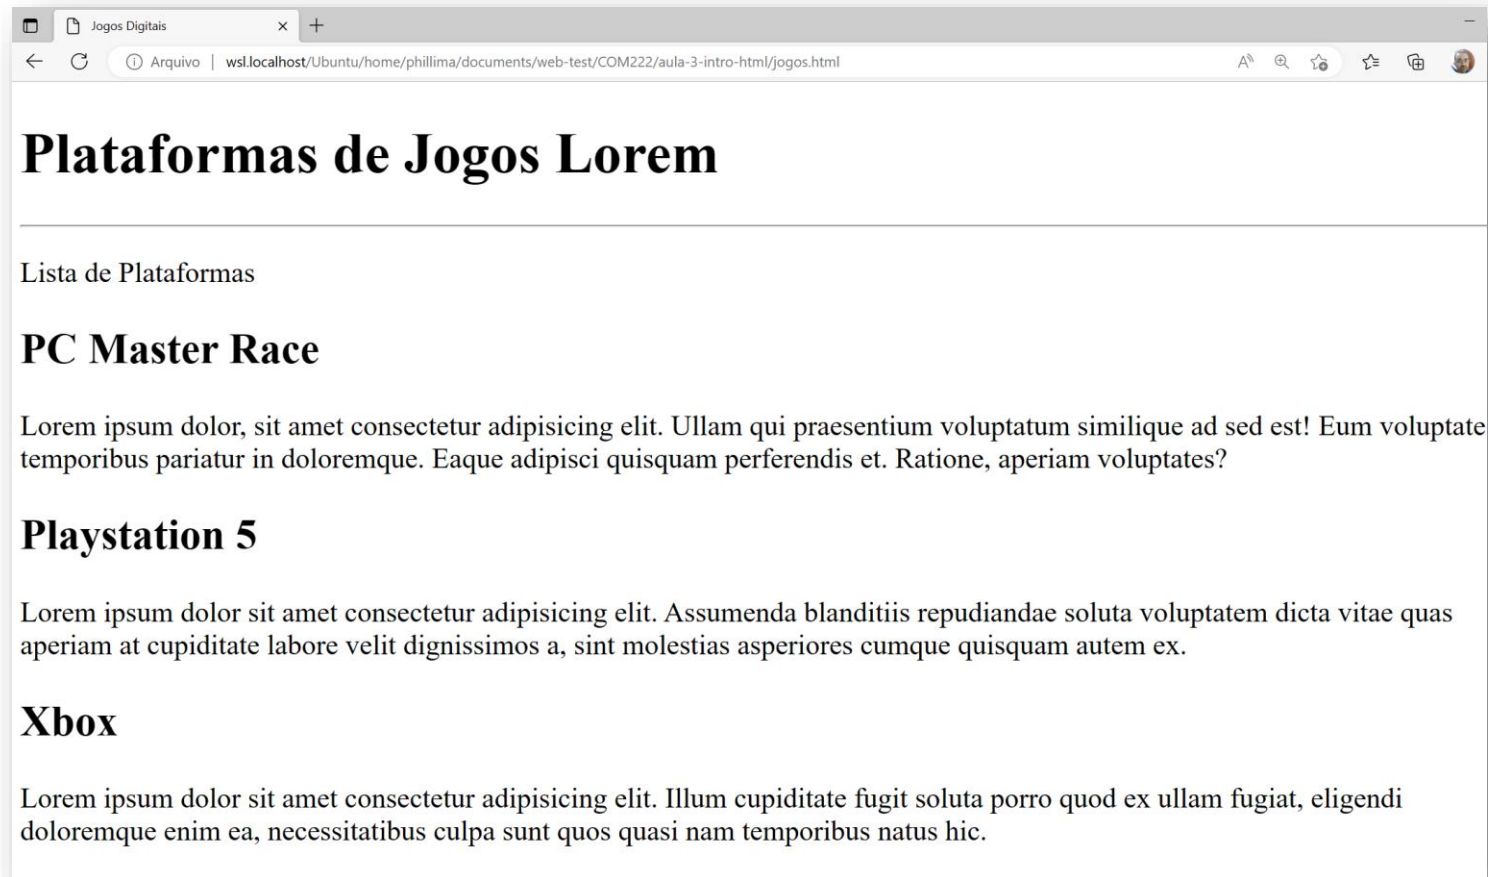 Jogos Digitais
Arquivo | wsl.localhost/Ubuntu/home/phillima/documents/web-test/COM222/aula-3-intro-html/jogos.html
Plataformas de Jogos Lorem
Lista de Plataformas
PC Master Race
Lorem ipsum dolor, sit amet consectetur adipisicing elit. Ullam qui praesentium voluptatum similique ad sed est! Eum voluptate
temporibus pariatur in doloremque. Eaque adipisci quisquam perferendis et. Ratione, aperiam voluptates?
Playstation 5
Lorem ipsum dolor sit amet consectetur adipisicing elit. Assumenda blanditiis repudiandae soluta voluptatem dicta vitae quas
aperiam at cupiditate labore velit dignissimos a, sint molestias asperiores cumque quisquam autem ex.
Xbox
Lorem ipsum dolor sit amet consectetur adipisicing elit. Illum cupiditate fugit soluta porro quod ex ullam fugiat, eligendi
doloremque enim ea, necessitatibus culpa sunt quos quasi nam temporibus natus hic.